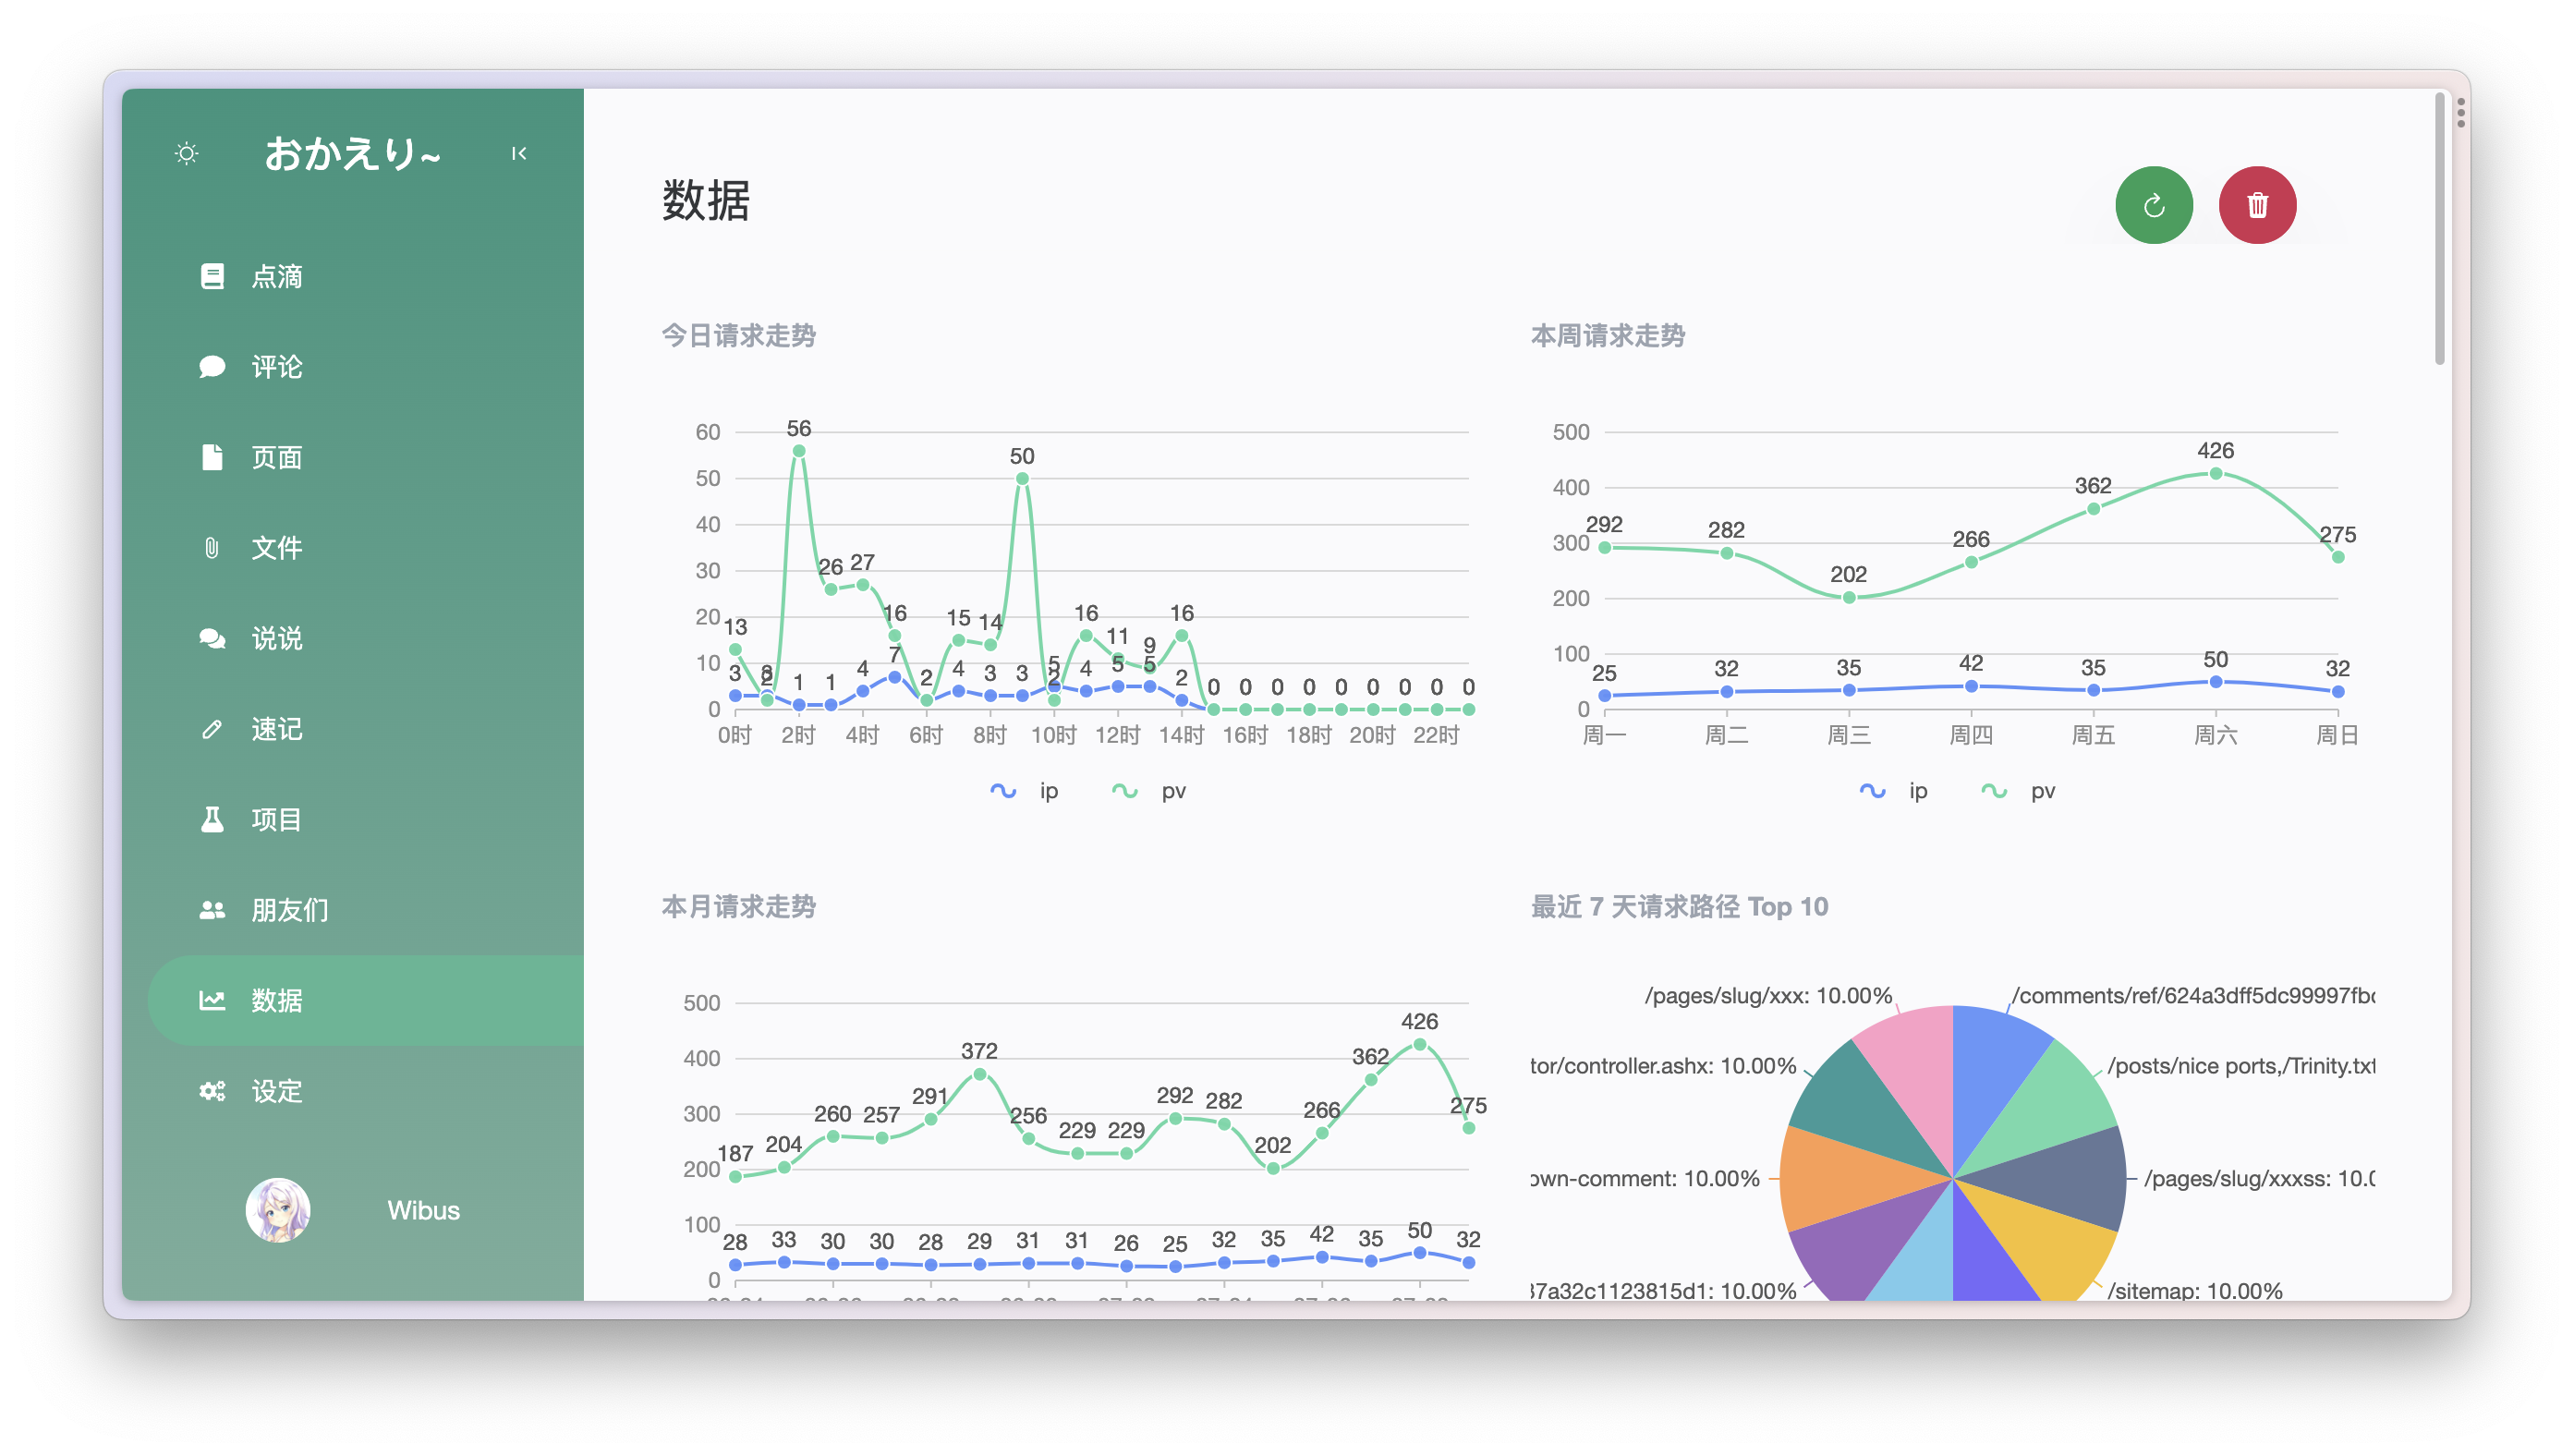 おかえり~
点滴
评论
页面
文件
说说
速记
项目
朋友们
数据
设定
Wibus
数据
今日请求走势
60
50
40
30
20
10
0
56
50
26 27
16
15 14
16
11
9
16
13
3
2
1
1
4
7
2
4
3
3
5
2
4
5
5
2
0 0 0 0 0 0 0 0 0
0时 2时 4时 6时 8时 10时 12时 14时 16时 18时 20时 22时
ip pv
本周请求走势
500
400
300
200
100
0
292 282 202 266 362 426 275
25 32 35 42 35 50 32
周一 周二 周三 周四 周五 周六 周日
ip pv
本月请求走势
500
400
300
200
100
0
187 204 260 257 291 372 256 229 229 292 282 202 266 362 426 275
28 33 30 30 28 29 31 31 26 25 32 35 42 35 50 32
最近 7 天请求路径 Top 10
/pages/slug/xxx: 10.00%
/comments/ref/624a3dff5dc99997fb
tor/controller.ashx: 10.00%
/posts/nice ports,/Trinity.txt
own-comment: 10.00%
/pages/slug/xxxss: 10.0
37a32c1123815d1: 10.00%
/sitemap: 10.00%